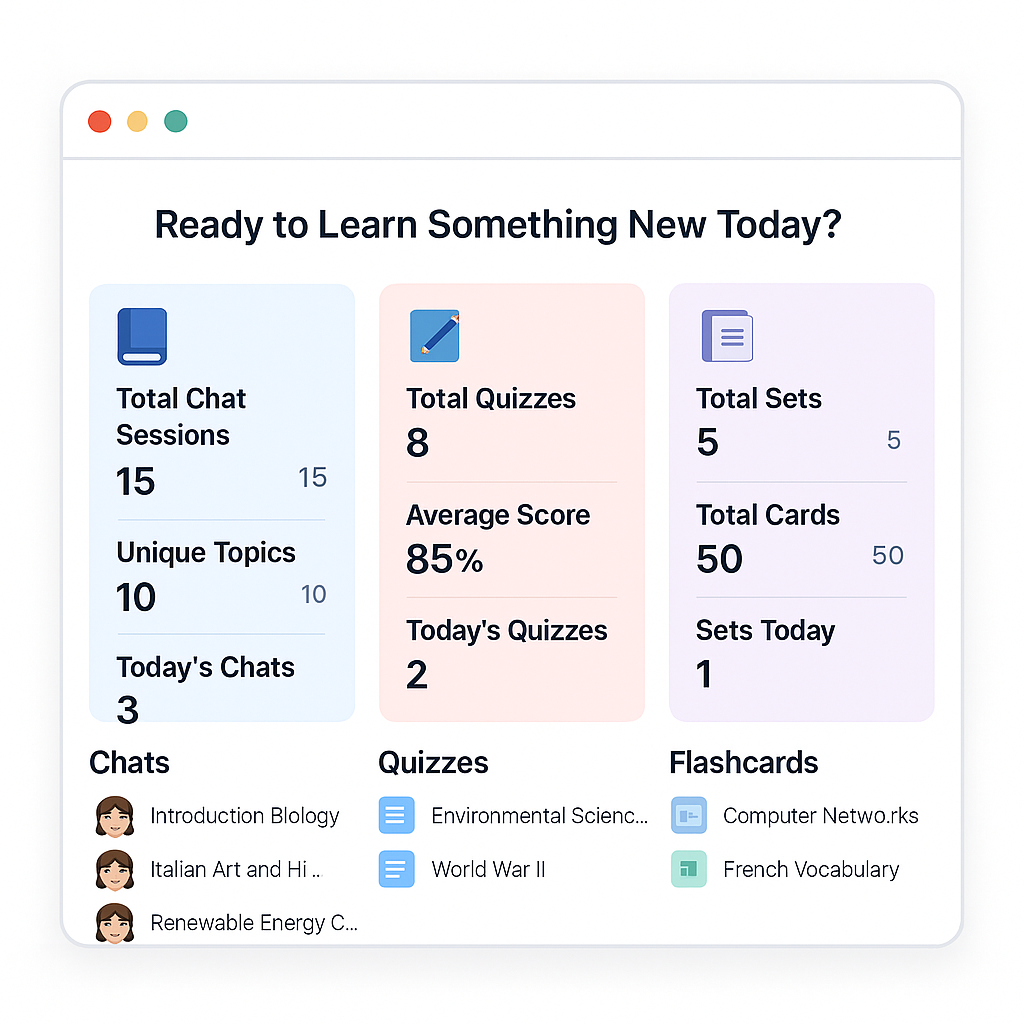 Ready to Learn Something New Today?
Total Chat
Sessions
15 15
Unique Topics
10 10
Today's Chats
3
Total Quizzes
8
Average Score
85%
Today's Quizzes
2
Total Sets
5 5
Total Cards
50 50
Sets Today
1
Chats
Introduction Blology
Italian Art and Hi ..
Renewable Energy C...
Quizzes
Environmental Scienc...
World War II
Flashcards
Computer Netwo.rks
French Vocabulary